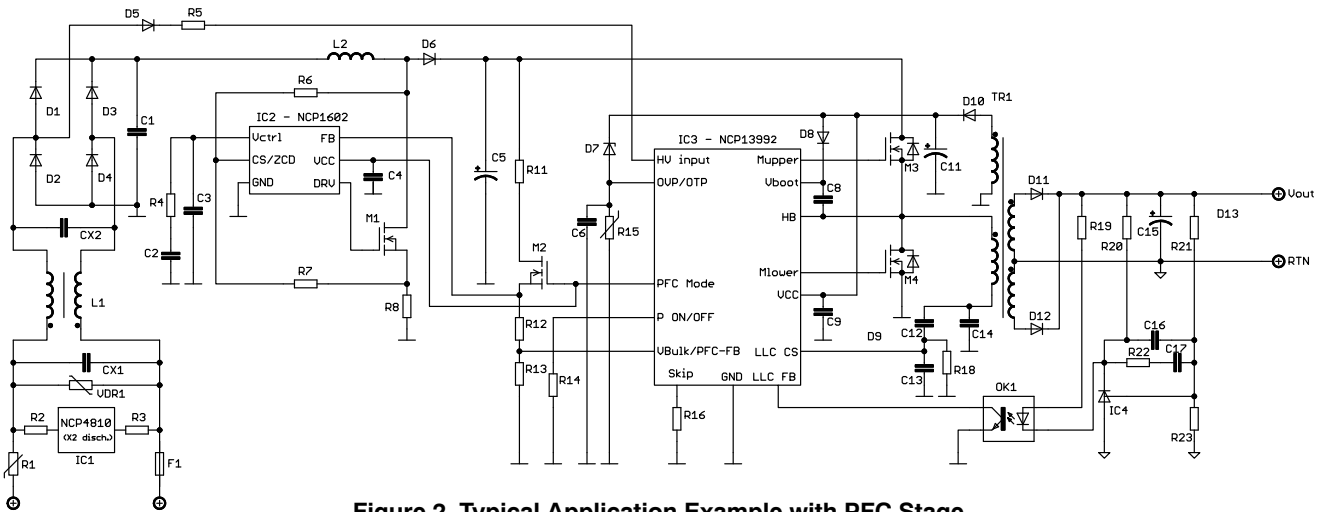 D5
R5
L2
D6
R6
D10
TR1
D1
D3
C1
IC2 - NCP1602
IC3 - NCP13992
D8
D7
Vctrl
FB
CS/ZCD
VCC
GND
DRV
C4
C5
R11
HV input
Mupper
M3
C11
OVP/OTP
Vboot
D2
D4
R4
C3
C8
D11
Vout
CX2
M1
C6
R15
HB
R19
R20
C15
R21
D13
C2
M2
RTN
R7
Mlower
M4
L1
R8
PFC Mode
VCC
R12
P ON/OFF
C9
D9
C12
C14
D12
C16
CX1
VBulk/PFC-FB
LLC CS
R22
C17
VDR1
R13
R14
Skip
GND
LLC FB
C13
R18
OK1
R2
NCP4810
(X2 disch.)
R3
R16
IC4
R23
IC1
R1
F1
Figure 2. Typical Application Example with PFC Stage